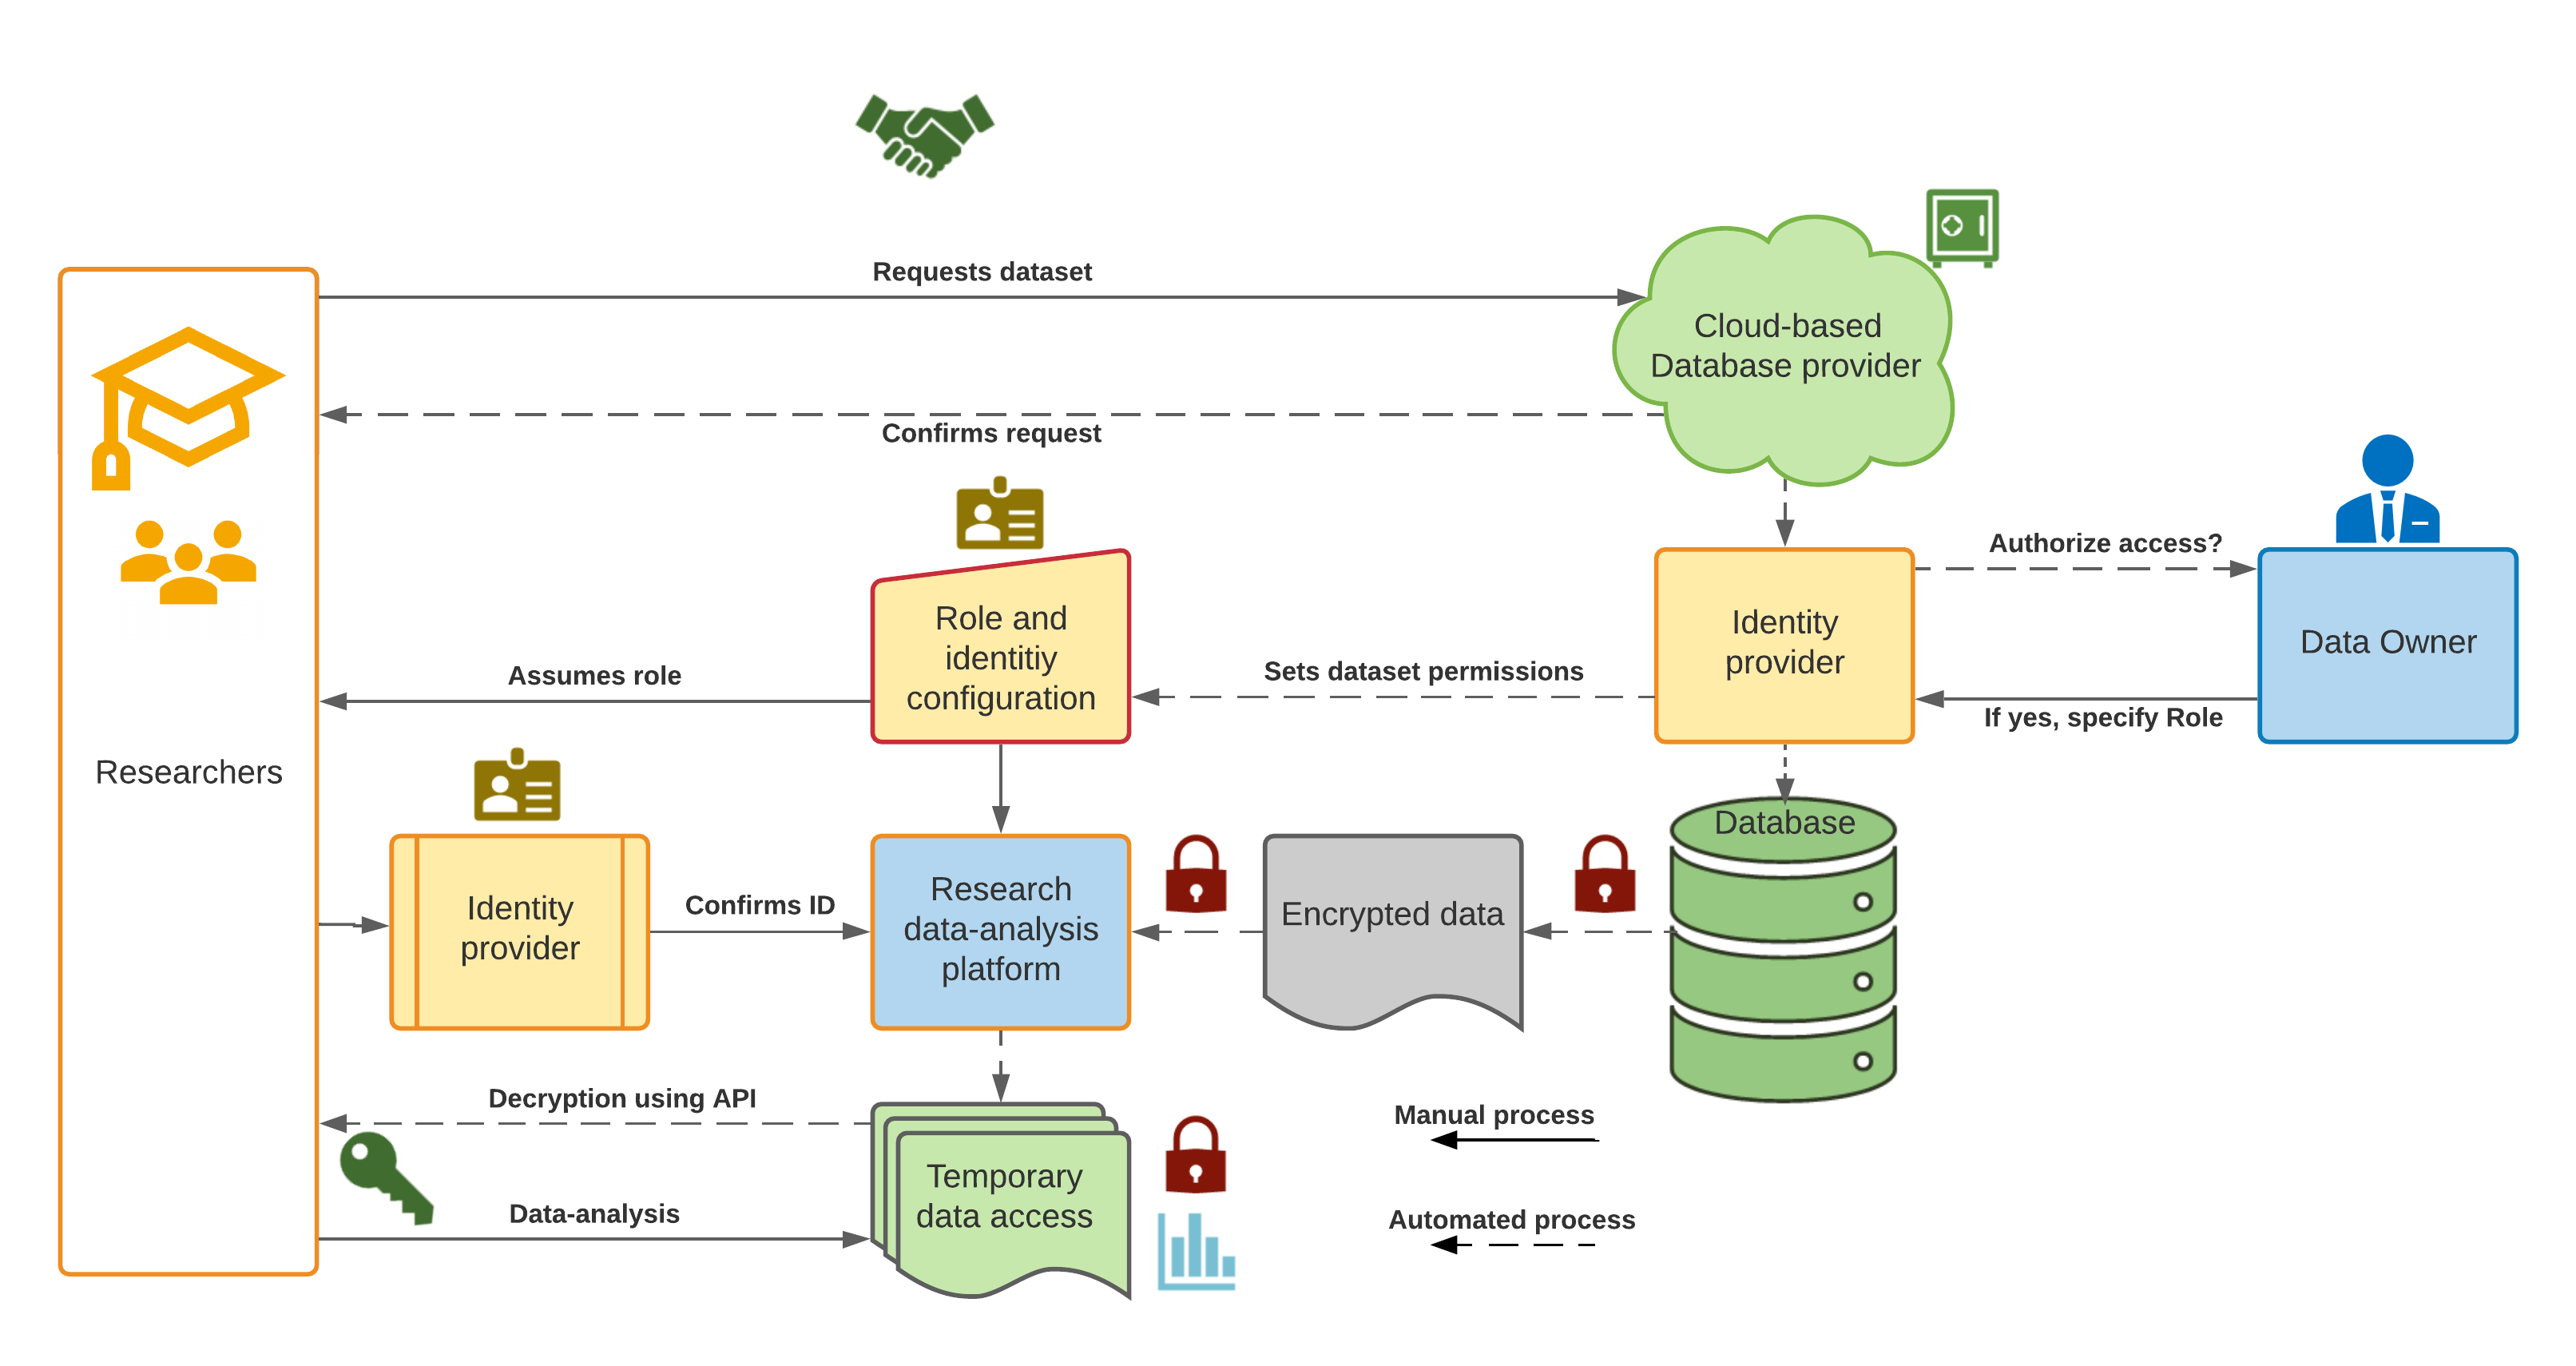 Requests dataset
Cloud-based
Database provider
Confirms request
Authorize access?
Role and
identitiy
configuration
Identity
provider
Data Owner
Assumes role
Sets dataset permissions
If yes, specify Role
Researchers
Database
Identity
provider
Confirms ID
Research
data-analysis
platform
Encrypted data
Decryption using API
Manual process
Temporary
data access
Data-analysis
Automated process